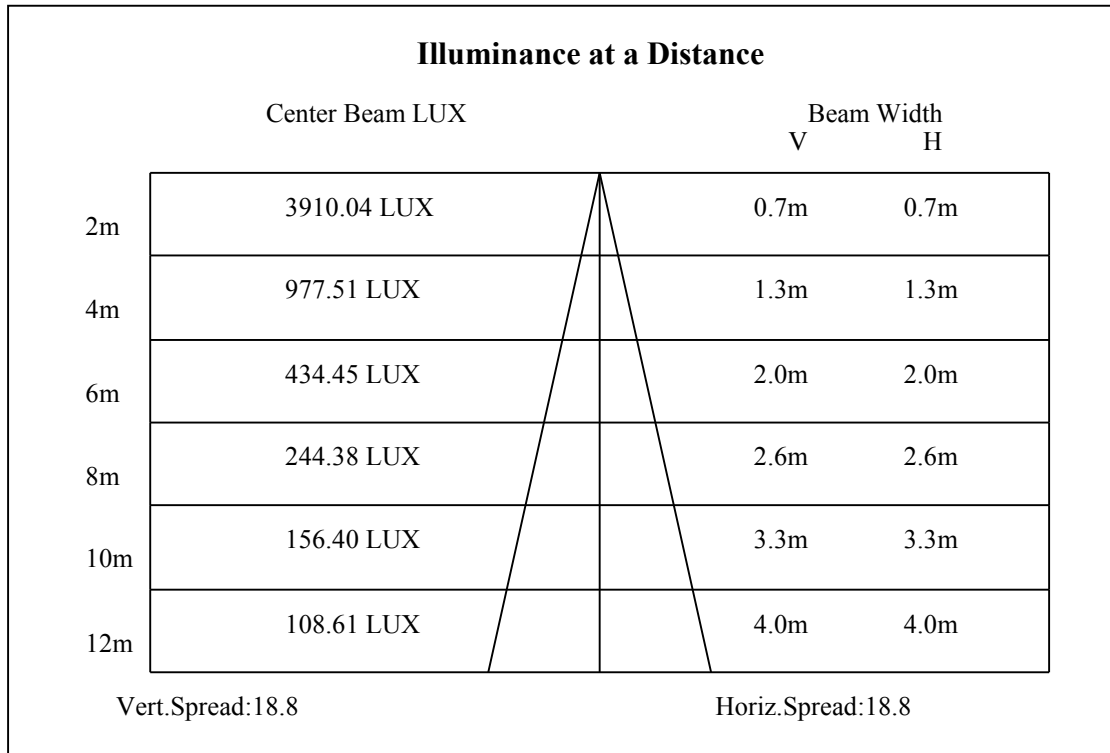 Illuminance at a Distance
Center Beam LUX Beam Width
V H
2m 3910.04 LUX 0.7m 0.7m
4m 977.51 LUX 1.3m 1.3m
6m 434.45 LUX 2.0m 2.0m
8m 244.38 LUX 2.6m 2.6m
10m 156.40 LUX 3.3m 3.3m
12m 108.61 LUX 4.0m 4.0m
Vert.Spread:18.8 Horiz.Spread:18.8